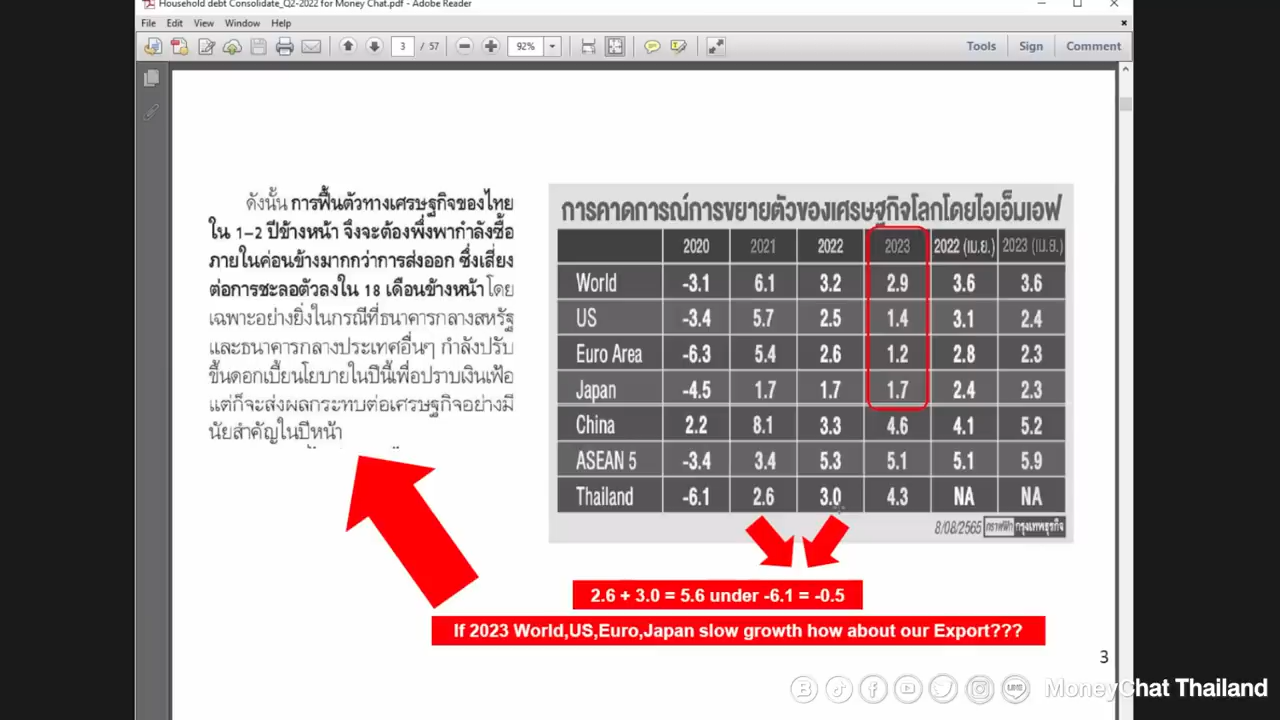 Household debt Consolidate_Q2-2022 for Money Chat.pdf - Adobe Reader
File Edit View Window Help
3 / 57 92% Tools Sign Comment
ดังนั้น การฟื้นตัวทางเศรษฐกิจของไทย
ใน 1-2 ปีข้างหน้า จึงจะต้องพึ่งพากำลังซื้อ
ภายในค่อนข้างมากกว่าการส่งออก ซึ่งเสี่ยง
ต่อการชะลอตัวลงใน 18 เดือนข้างหน้า โดย
เฉพาะอย่างยิ่งในกรณีที่ธนาคารกลางสหรัฐ
และธนาคารกลางประเทศอื่นๆ กำลังปรับ
ขึ้นดอกเบี้ยนโยบายในปีนี้เพื่อปราบเงินเฟ้อ
แต่ก็จะส่งผลกระทบต่อเศรษฐกิจอย่างมี
นัยสำคัญในปีหน้า
การคาดการณ์การขยายตัวของเศรษฐกิจโลกโดยไอเอ็มเอฟ
2020 2021 2022 2023 2022 (เม.ย.) 2023 (เม.ย.)
World -3.1 6.1 3.2 2.9 3.6 3.6
US -3.4 5.7 2.5 1.4 3.1 2.4
Euro Area -6.3 5.4 2.6 1.2 2.8 2.3
Japan -4.5 1.7 1.7 1.7 2.4 2.3
China 2.2 8.1 3.3 4.6 4.1 5.2
ASEAN 5 -3.4 3.4 5.3 5.1 5.1 5.9
Thailand -6.1 2.6 3.0 4.3 NA NA
8/08/2565 กราฟฟิก กรุงเทพธุรกิจ
2.6 + 3.0 = 5.6 under -6.1 = -0.5
If 2023 World,US,Euro,Japan slow growth how about our Export???
3
MoneyChat Thailand